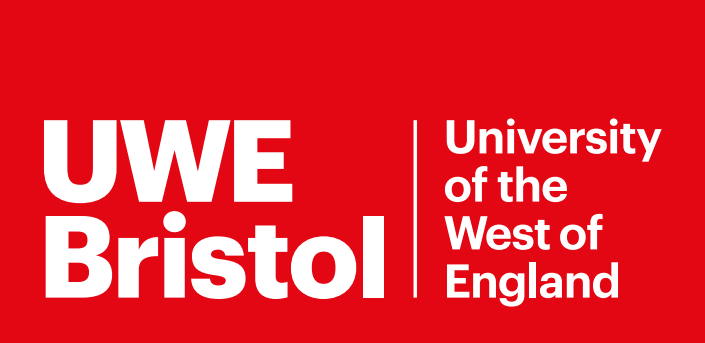 UWE
Bristol
University
of the
West of
England